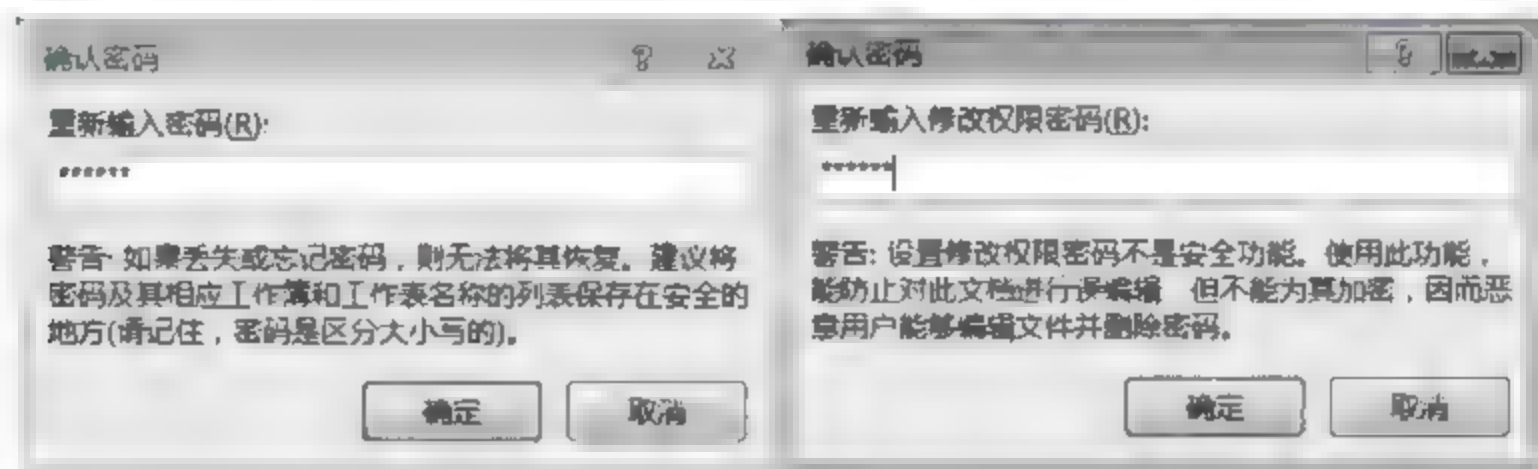 确认密码
重新输入密码(R):
******
警告: 如果丢失或忘记密码，则无法将其恢复。建议将
密码及其相应工作簿和工作表名称的列表保存在安全的
地方(请记住，密码是区分大小写的)。
确定
取消
确认密码
重新输入修改权限密码(R):
******
警告: 设置修改权限密码不是安全功能。使用此功能，
能防止对此文档进行误编辑 但不能为其加密，因而恶
意用户能够编辑文件并删除密码。
确定
取消